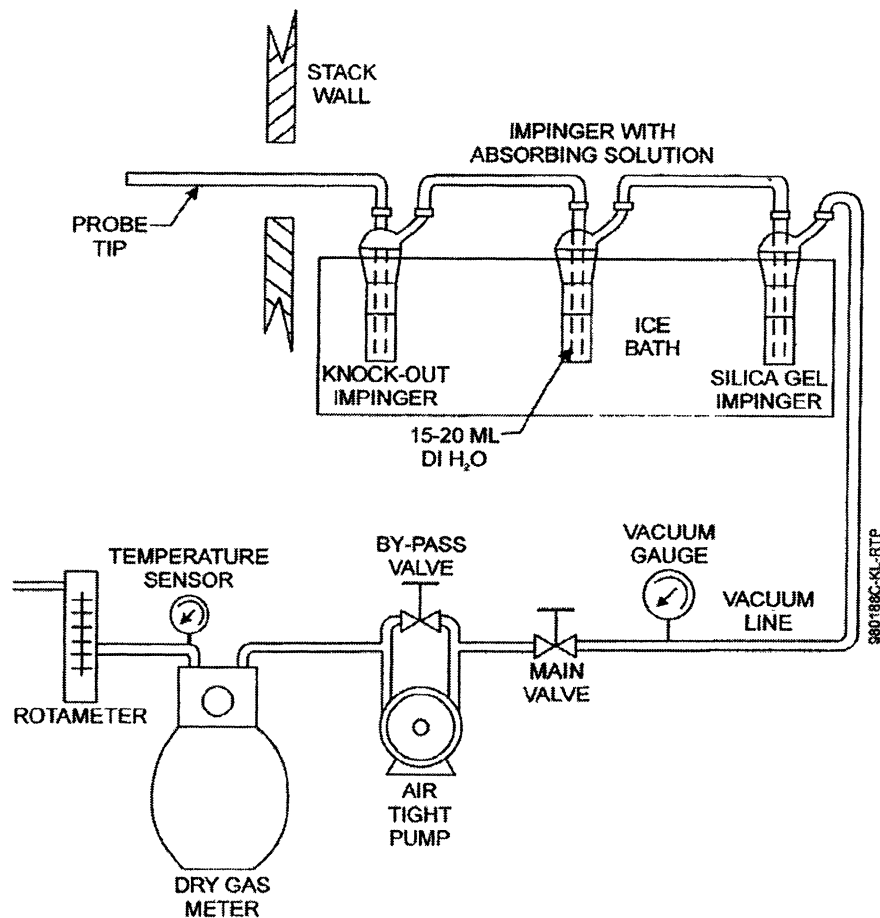 STACK
WALL
IMPINGER WITH
ABSORBING SOLUTION
PROBE
TIP
ICE
BATH
KNOCK-OUT
IMPINGER
SILICA GEL
IMPINGER
15-20 ML
DI H₂O
TEMPERATURE
SENSOR
BY-PASS
VALVE
VACUUM
GAUGE
VACUUM
LINE
MAIN
VALVE
ROTAMETER
AIR
TIGHT
PUMP
DRY GAS
METER
980188C-KL-RTP